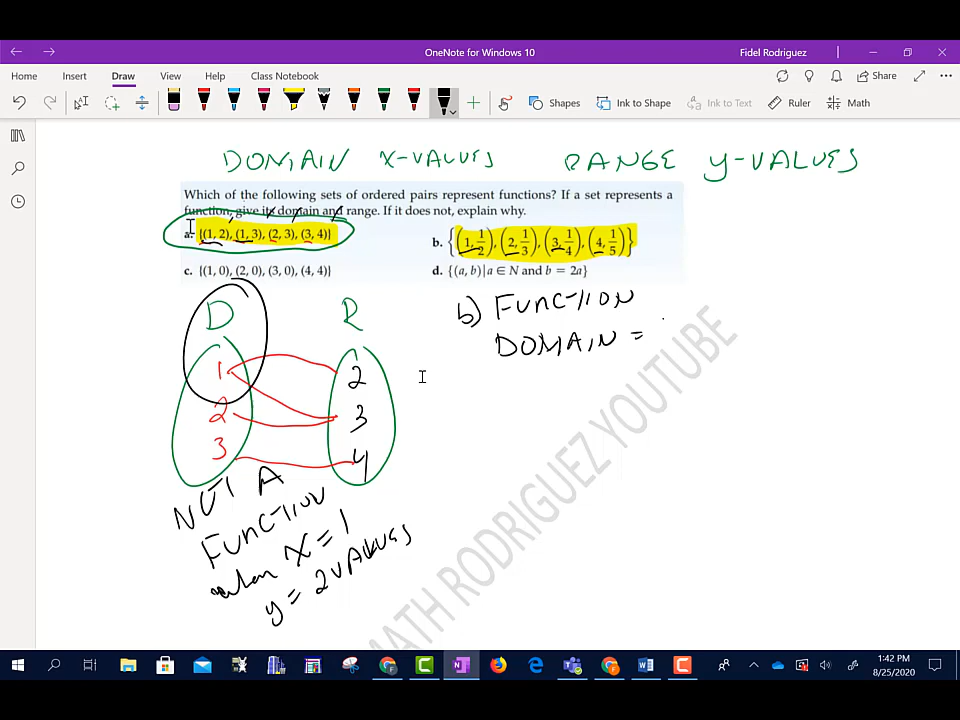 OneNote for Windows 10
Fidel Rodriguez
Home Insert Draw View Help Class Notebook
Share
Shapes Ink to Shape Ink to Text Ruler Math
DOMAIN X-VALUES RANGE y-VALUES
Which of the following sets of ordered pairs represent functions? If a set represents a
function, give its domain and range. If it does not, explain why.
a. {(1, 2), (1, 3), (2, 3), (3, 4)}
b. {(1, 1/2), (2, 1/3), (3, 1/4), (4, 1/5)}
c. {(1, 0), (2, 0), (3, 0), (4, 4)}
d. {(a, b)|a ∈ N and b = 2a}
b) FUNCTION
DOMAIN =
D R
1 2
2 3
3 4
NOT A
FUNCTION
when X = 1
y = 2 VALUES
MATH RODRIGUEZ YOUTUBE
1:42 PM
8/25/2020